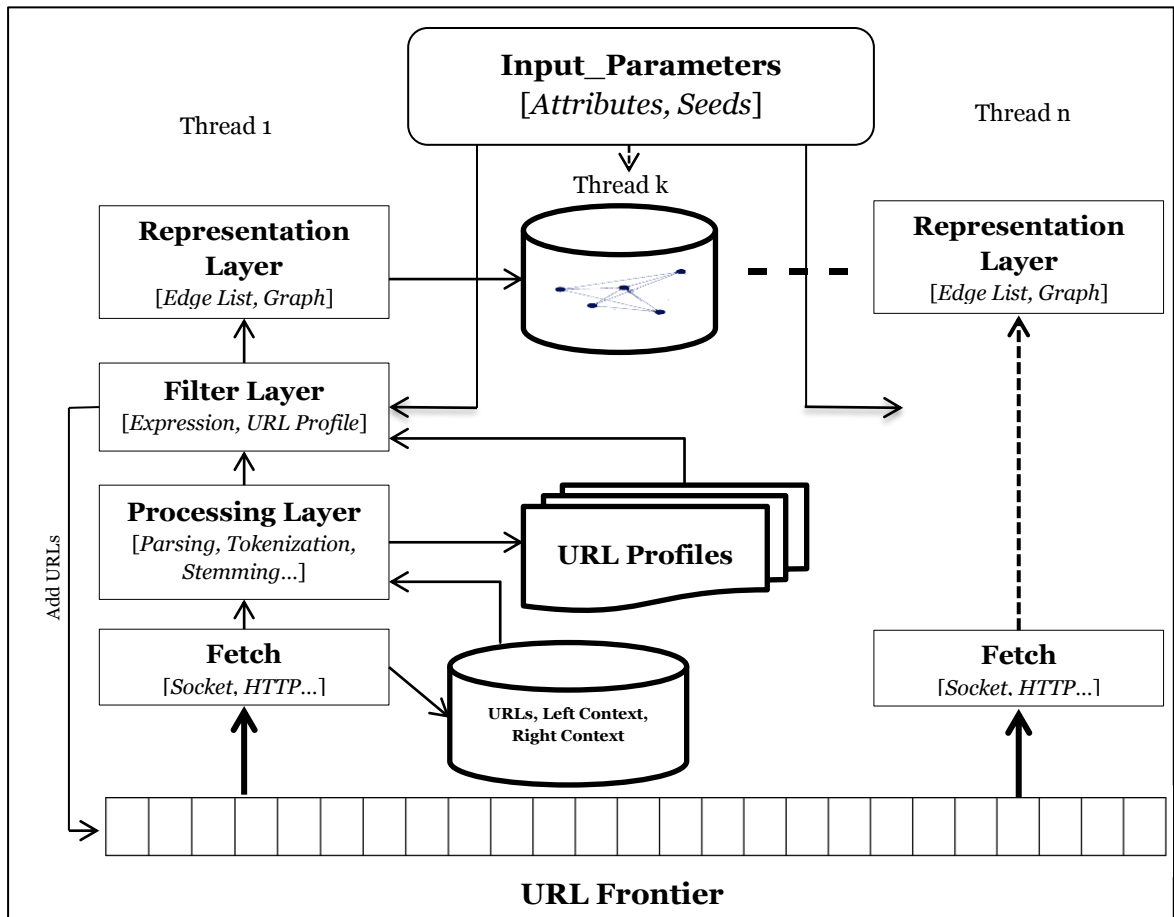 Input_Parameters
[Attributes, Seeds]
Thread 1
Thread n
Thread k
Representation
Layer
[Edge List, Graph]
Representation
Layer
[Edge List, Graph]
Filter Layer
[Expression, URL Profile]
Processing Layer
[Parsing, Tokenization,
Stemming...]
URL Profiles
Add URLs
Fetch
[Socket, HTTP...]
URLs, Left Context,
Right Context
Fetch
[Socket, HTTP...]
URL Frontier